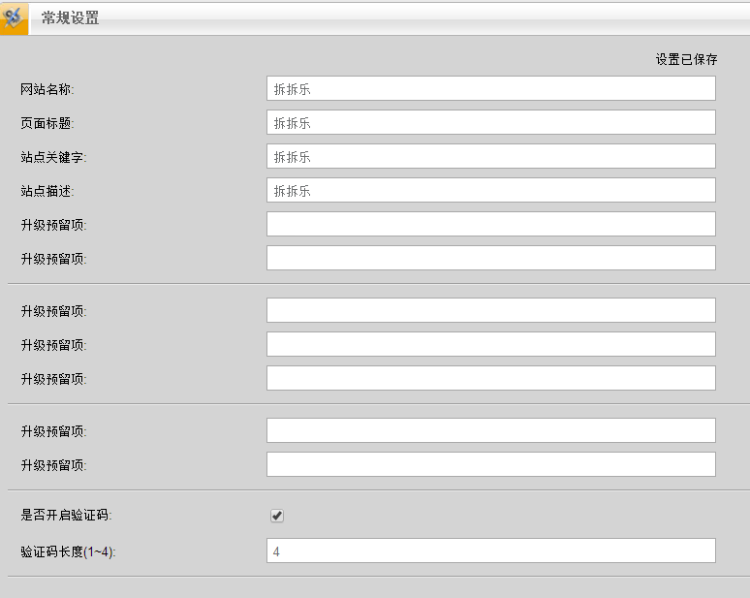 常规设置
设置已保存
网站名称: 拆拆乐
页面标题: 拆拆乐
站点关键字: 拆拆乐
站点描述: 拆拆乐
升级预留项:
升级预留项:
升级预留项:
升级预留项:
升级预留项:
升级预留项:
升级预留项:
是否开启验证码:
验证码长度(1~4): 4